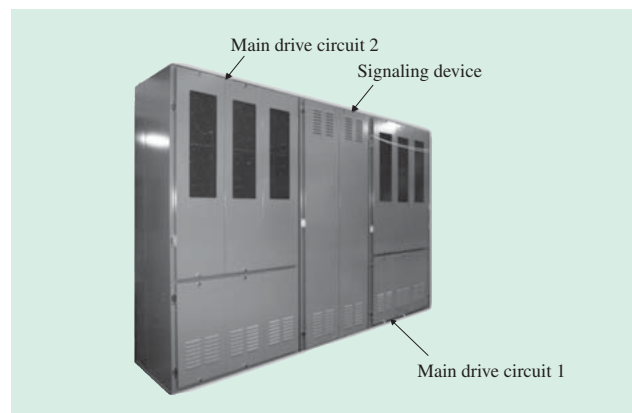 Main drive circuit 2
Signaling device
Main drive circuit 1